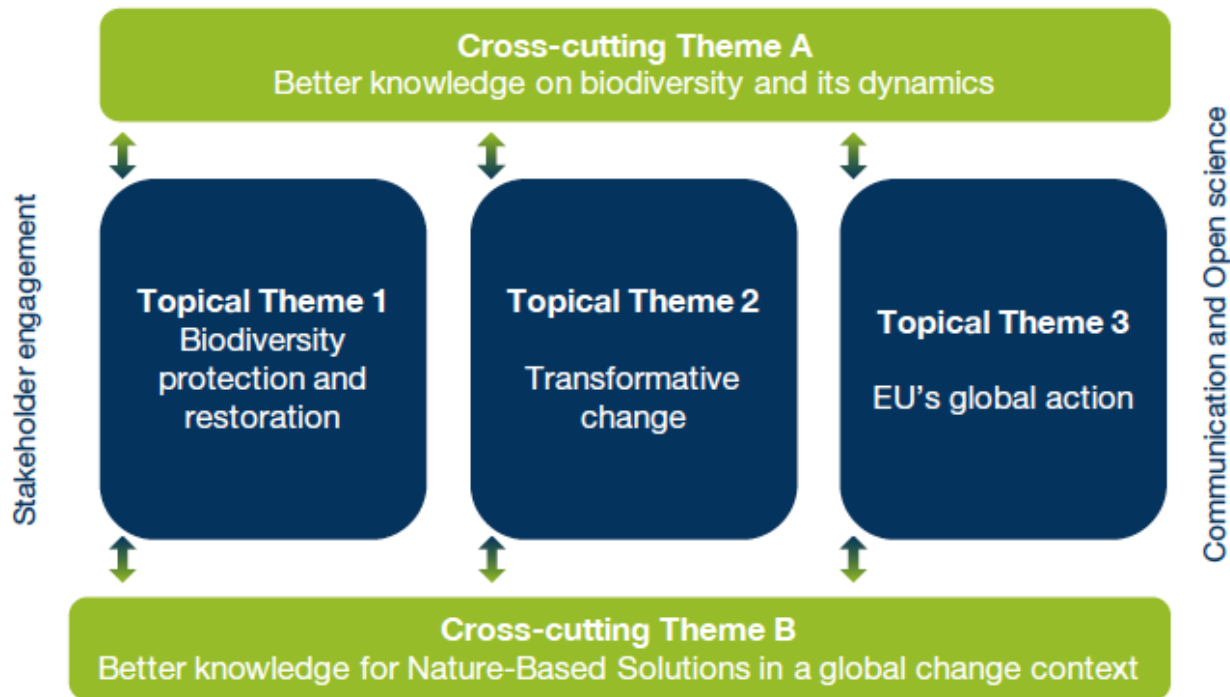 Cross-cutting Theme A
Better knowledge on biodiversity and its dynamics
Stakeholder engagement
Topical Theme 1
Biodiversity
protection and
restoration
Topical Theme 2
Transformative
change
Topical Theme 3
EU's global action
Communication and Open science
Cross-cutting Theme B
Better knowledge for Nature-Based Solutions in a global change context